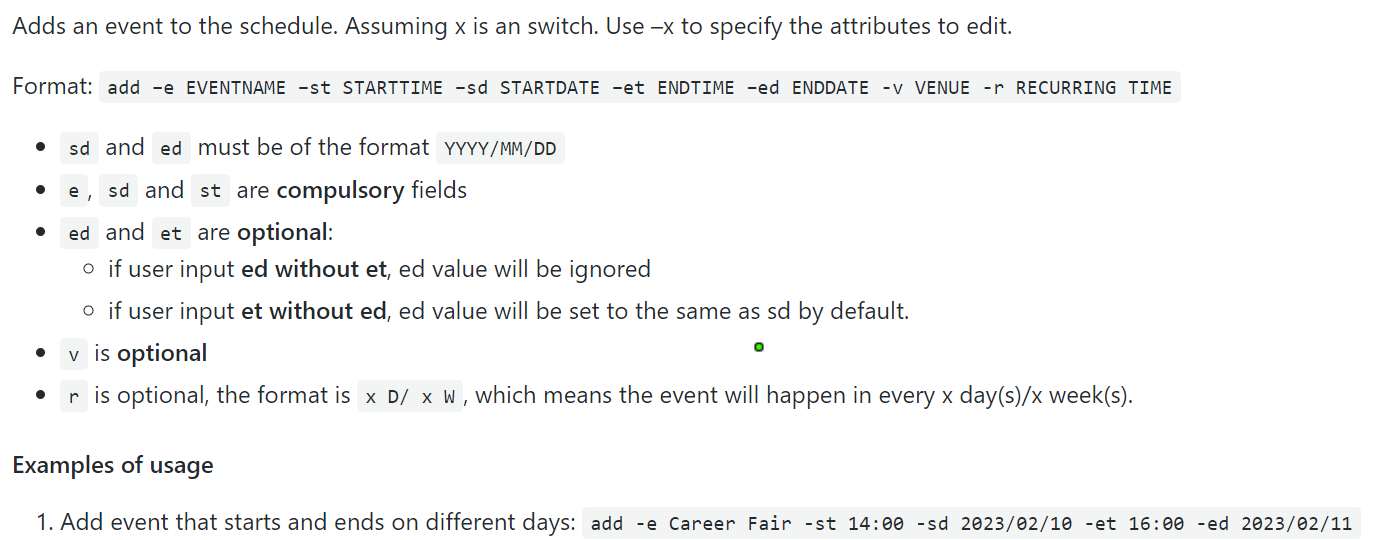 Adds an event to the schedule. Assuming x is an switch. Use –x to specify the attributes to edit.
Format: add –e EVENTNAME –st STARTTIME –sd STARTDATE –et ENDTIME –ed ENDDATE -v VENUE -r RECURRING TIME
• sd and ed must be of the format YYYY/MM/DD
• e , sd and st are compulsory fields
• ed and et are optional:
◦ if user input ed without et, ed value will be ignored
◦ if user input et without ed, ed value will be set to the same as sd by default.
• v is optional
• r is optional, the format is x D/ x W , which means the event will happen in every x day(s)/x week(s).
Examples of usage
1. Add event that starts and ends on different days: add -e Career Fair -st 14:00 -sd 2023/02/10 -et 16:00 -ed 2023/02/11